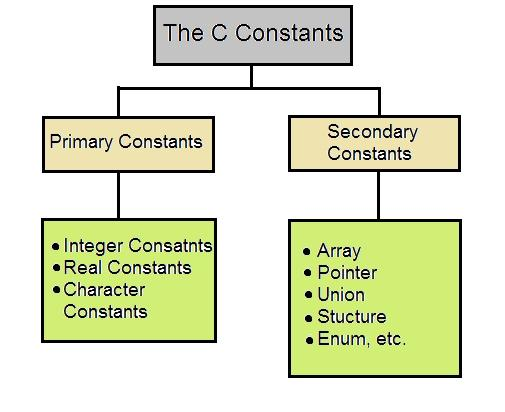 The C Constants
Primary Constants
Secondary
Constants
• Integer Consatnts
• Real Constants
• Character
Constants
• Array
• Pointer
• Union
• Stucture
• Enum, etc.